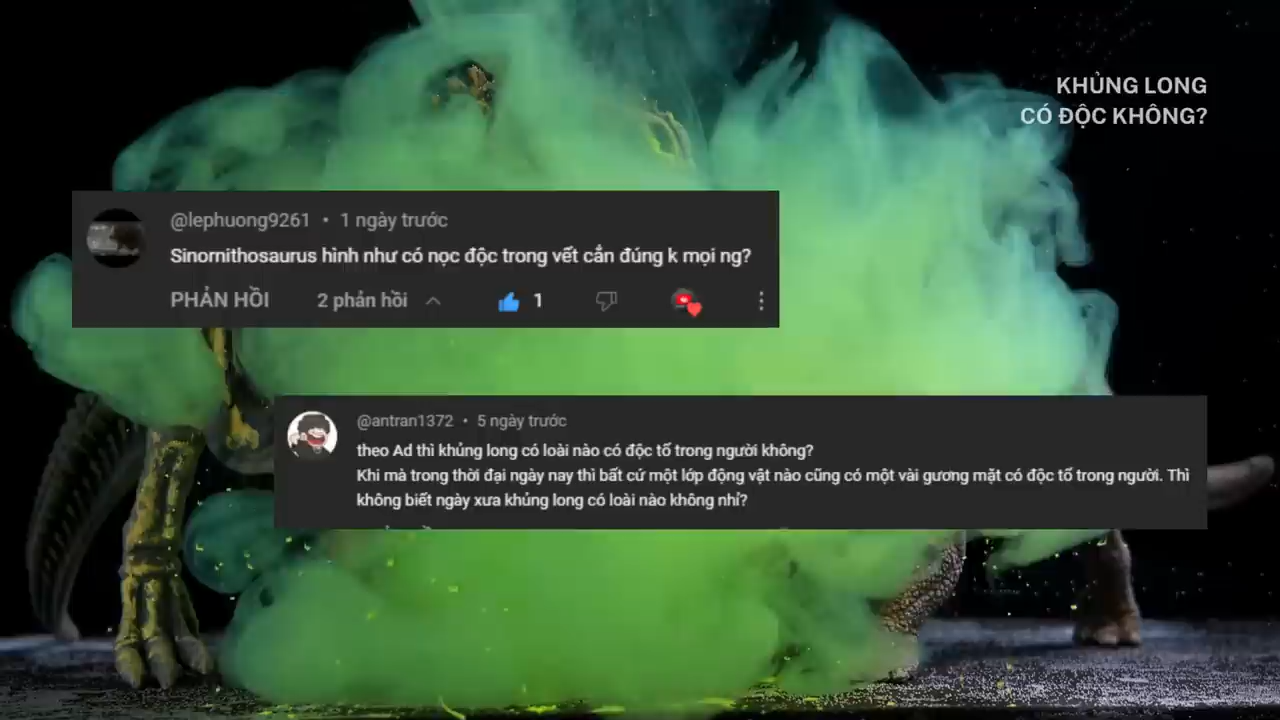 KHỦNG LONG
CÓ ĐỘC KHÔNG?
@lephuong9261 • 1 ngày trước
Sinornithosaurus hình như có nọc độc trong vết cắn đúng k mọi ng?
PHẢN HỒI 2 phản hồi 1
@antran1372 • 5 ngày trước
theo Ad thì khủng long có loài nào có độc tố trong người không?
Khi mà trong thời đại ngày nay thì bất cứ một lớp động vật nào cũng có một vài gương mặt có độc tố trong người. Thì
không biết ngày xưa khủng long có loài nào không nhỉ?